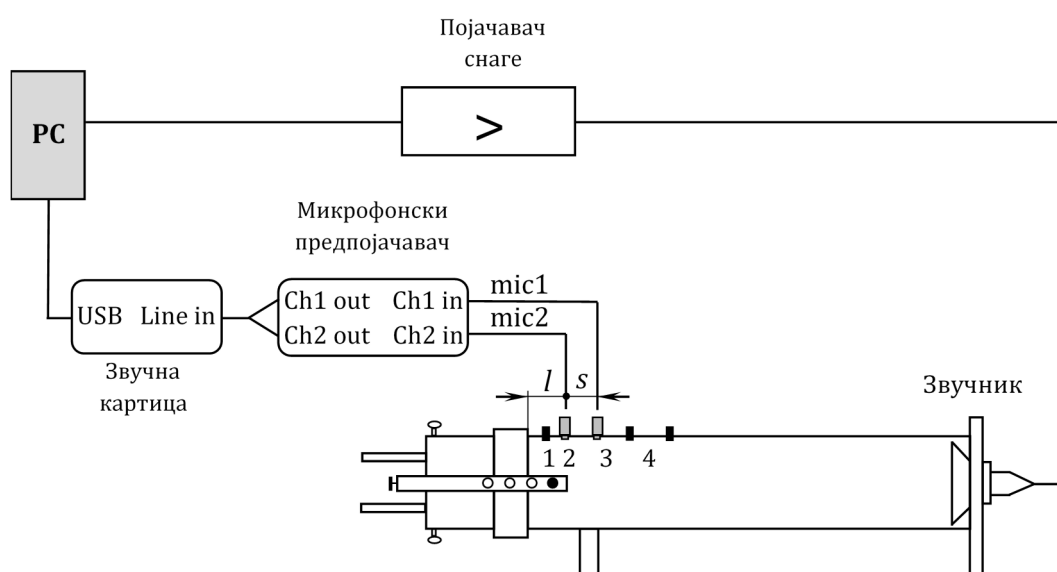 Појачавач
снаге
PC
>
Микрофонски
предпојачавач
mic1
Ch1 out Ch1 in
USB Line in
mic2
Ch2 out Ch2 in
Звучна
картица
l s
Звучник
1 2 3 4